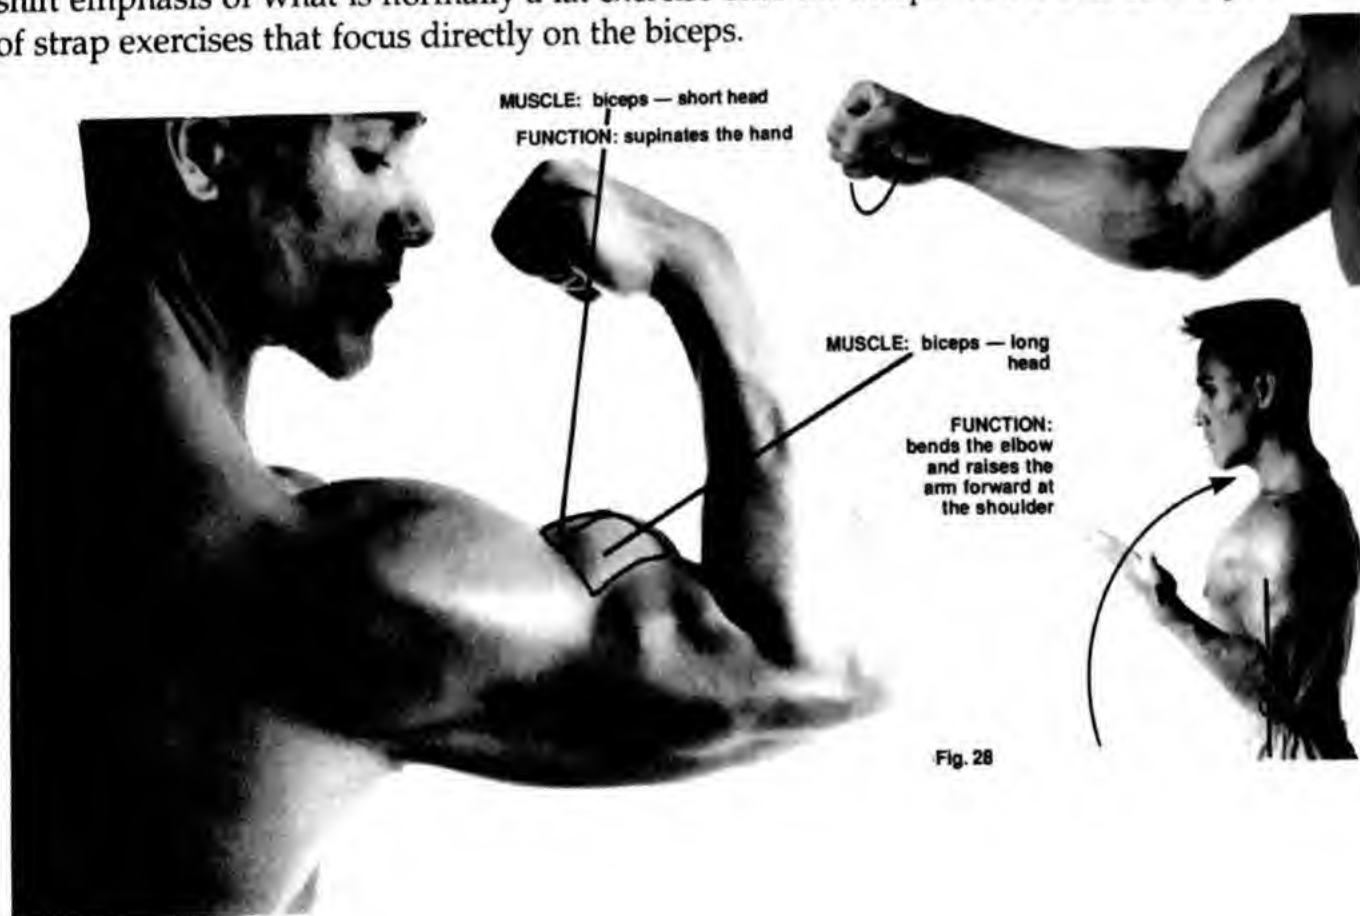 of strap exercises that focus directly on the biceps.
MUSCLE: biceps — short head
FUNCTION: supinates the hand
MUSCLE: biceps — long
head
FUNCTION:
bends the elbow
and raises the
arm forward at
the shoulder
Fig. 28